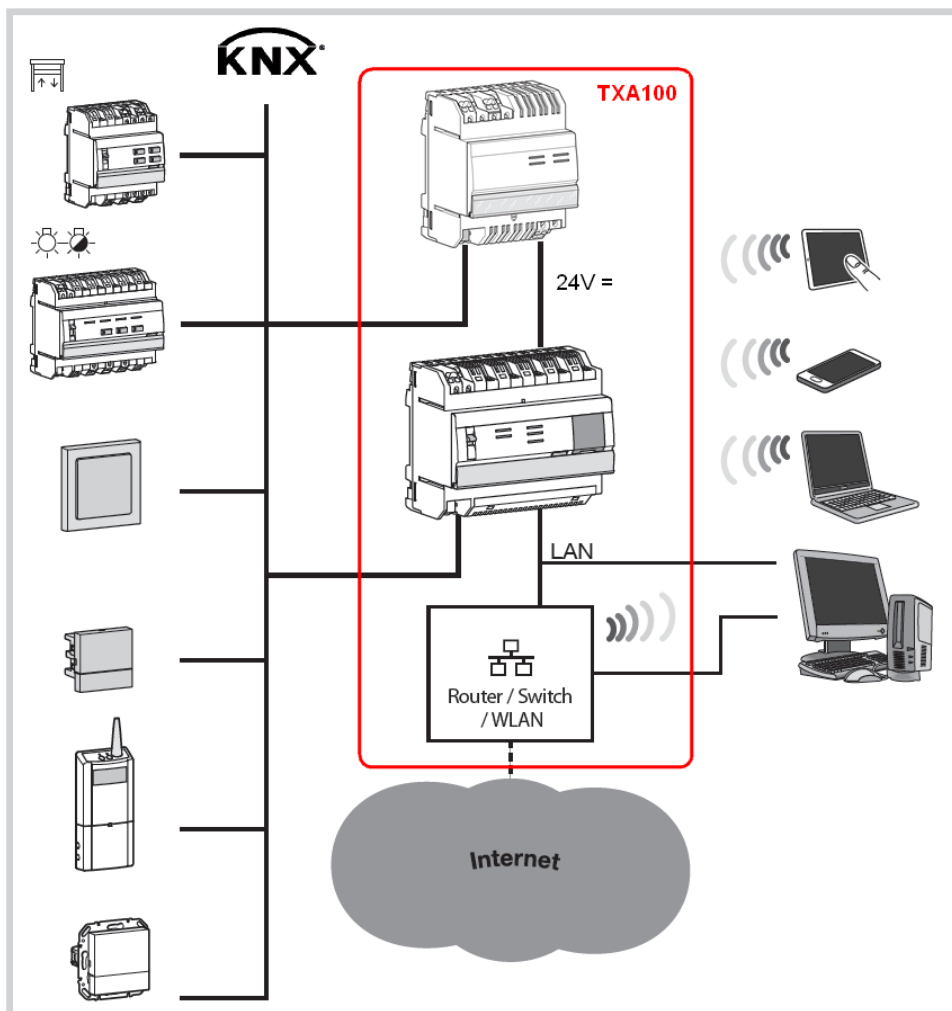 KNX®
TXA100
24V =
LAN
Router / Switch
/ WLAN
Internet